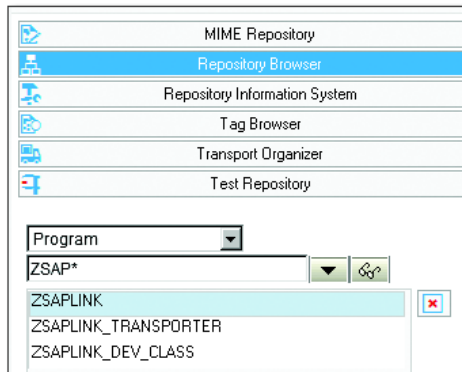 MIME Repository
Repository Browser
Repository Information System
Tag Browser
Transport Organizer
Test Repository
Program
ZSAP*
ZSAPLINK
ZSAPLINK_TRANSPORTER
ZSAPLINK_DEV_CLASS